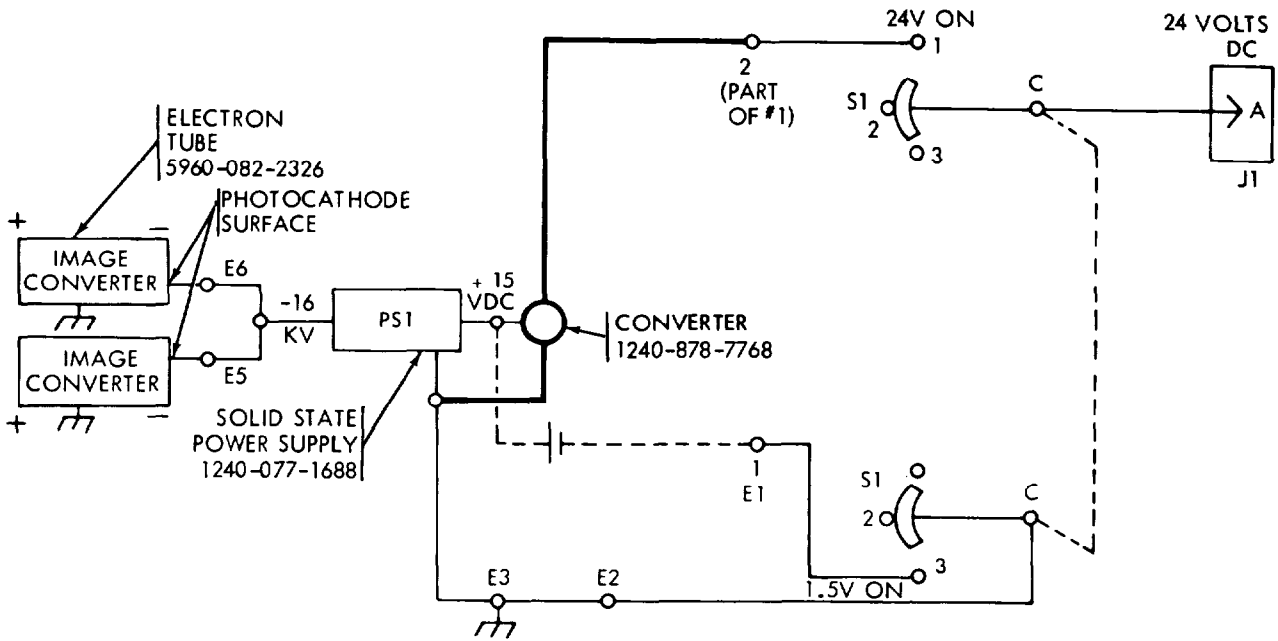 24V ON
1
24 VOLTS
DC
2
(PART
OF #1)
S1
2
3
C
A
J1
ELECTRON
TUBE
5960-082-2326
PHOTOCATHODE
SURFACE
+
—
IMAGE
CONVERTER
E6
-16
KV
PS1
+ 15
VDC
CONVERTER
1240-878-7768
IMAGE
CONVERTER
E5
+
—
SOLID STATE
POWER SUPPLY
1240-077-1688
1
E1
S1
2
C
3
1.5V ON
E3
E2